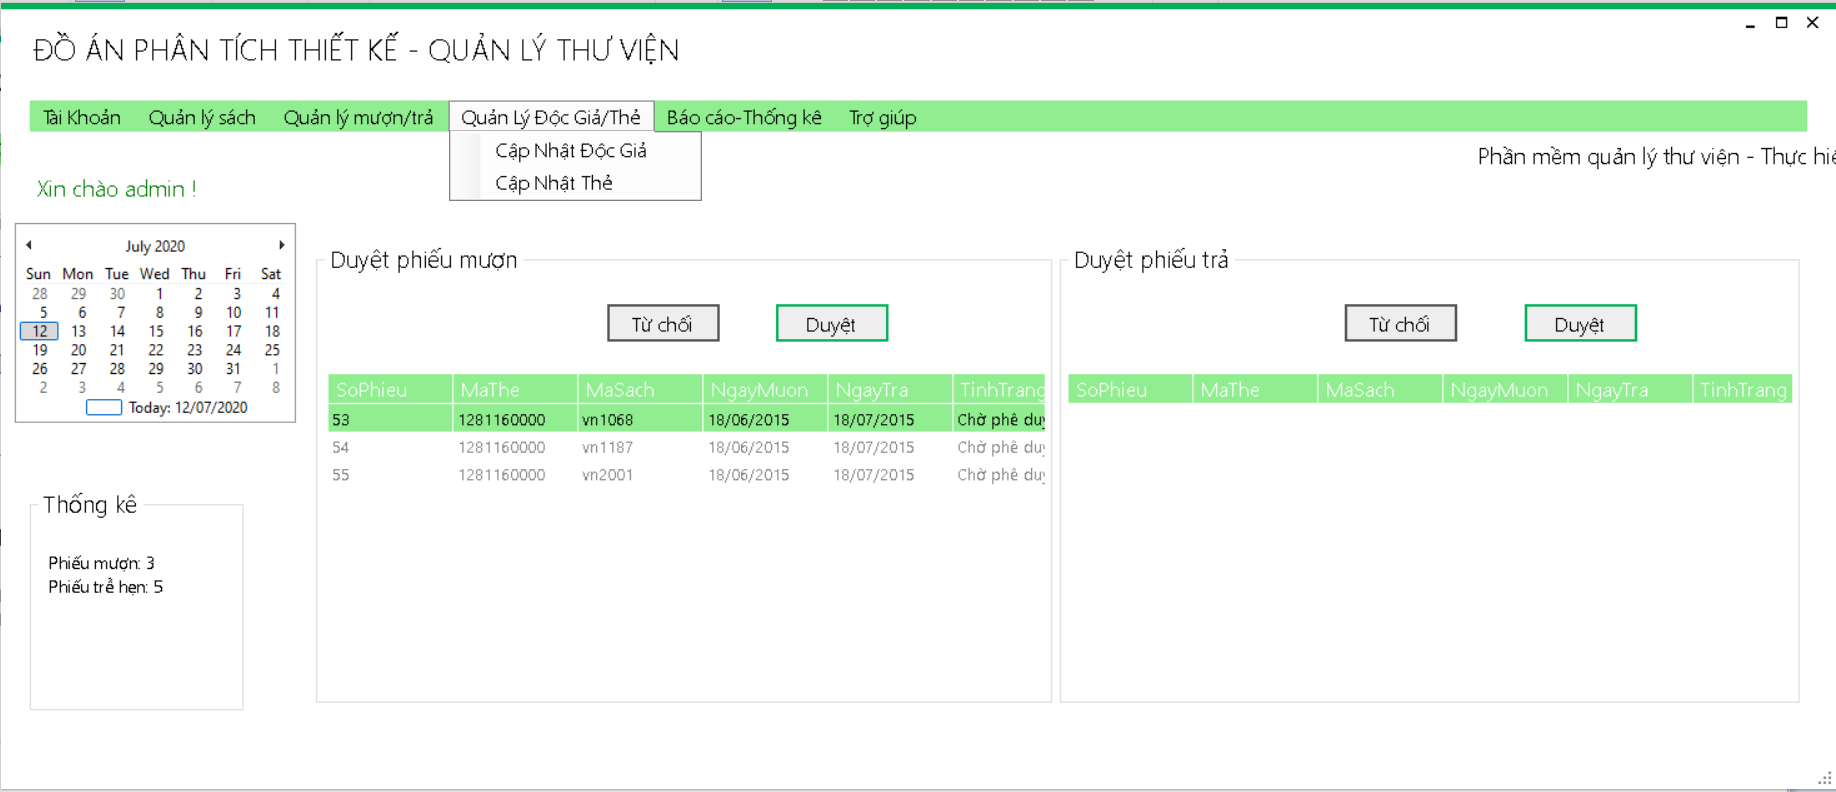 ĐỒ ÁN PHÂN TÍCH THIẾT KẾ - QUẢN LÝ THƯ VIỆN
Tài Khoản Quản lý sách Quản lý mượn/trả Quản Lý Độc Giả/Thẻ Báo cáo-Thống kê Trợ giúp
Cập Nhật Độc Giả
Cập Nhật Thẻ
Phần mềm quản lý thư viện - Thực hiệ
Xin chào admin !
July 2020
Sun Mon Tue Wed Thu Fri Sat
28 29 30 1 2 3 4
5 6 7 8 9 10 11
12 13 14 15 16 17 18
19 20 21 22 23 24 25
26 27 28 29 30 31 1
2 3 4 5 6 7 8
Today: 12/07/2020
Thống kê
Phiếu mượn: 3
Phiếu trể hẹn: 5
Duyệt phiếu mượn
Từ chối Duyệt
SoPhieu MaThe MaSach NgayMuon NgayTra TinhTrang
53 1281160000 vn1068 18/06/2015 18/07/2015 Chờ phê duy
54 1281160000 vn1187 18/06/2015 18/07/2015 Chờ phê duy
55 1281160000 vn2001 18/06/2015 18/07/2015 Chờ phê duy
Duyệt phiếu trả
Từ chối Duyệt
SoPhieu MaThe MaSach NgayMuon NgayTra TinhTrang